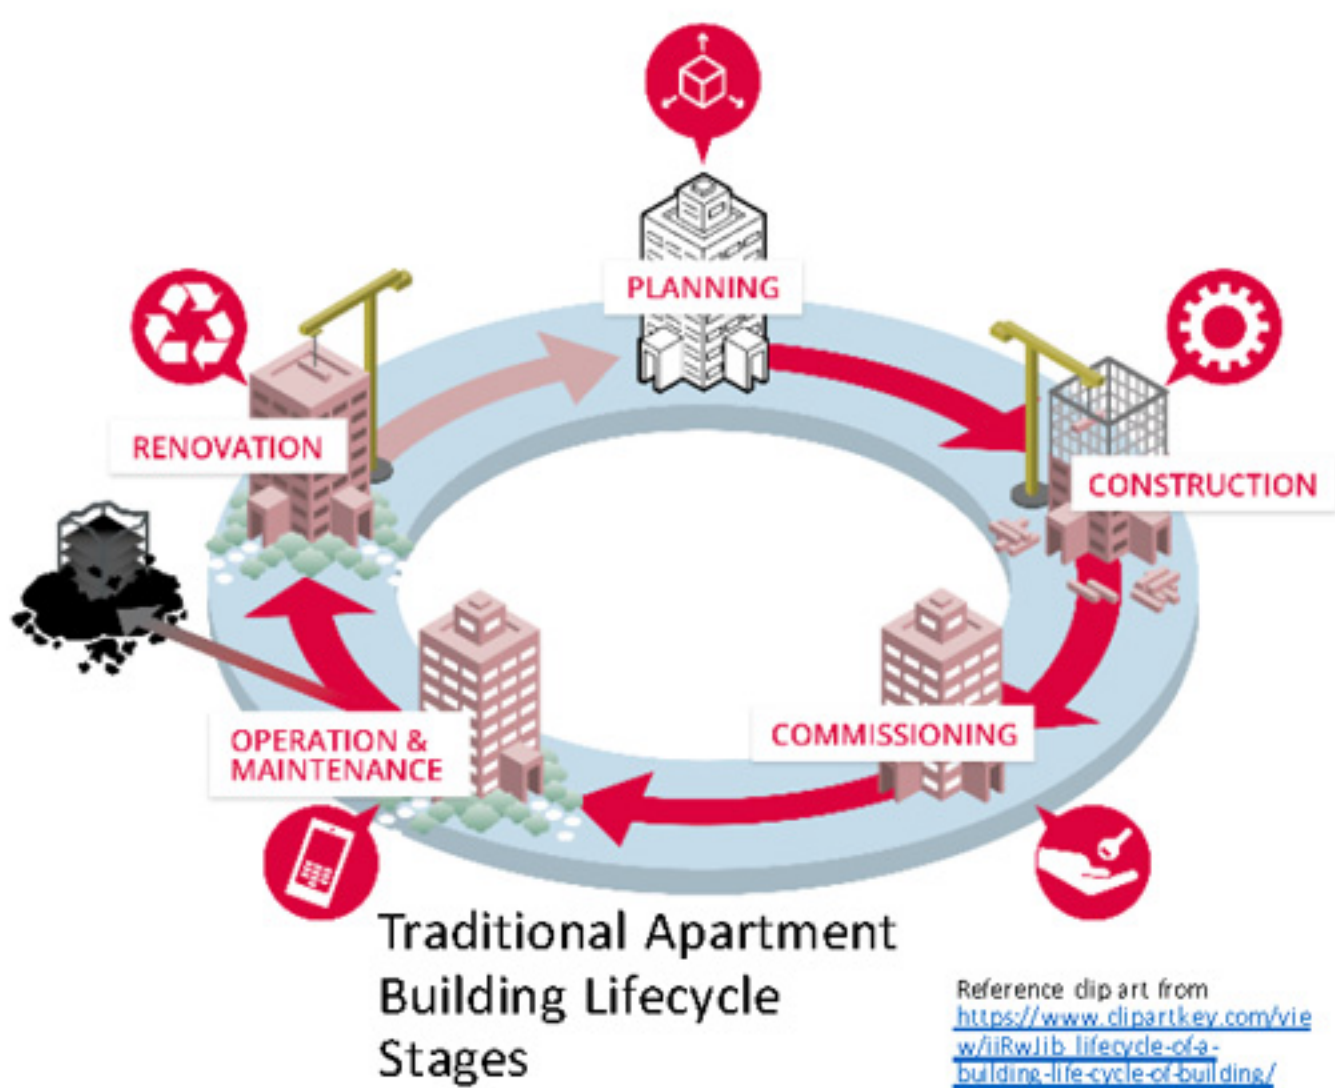 PLANNING
RENOVATION
CONSTRUCTION
OPERATION &
MAINTENANCE
COMMISSIONING
Traditional Apartment
Building Lifecycle
Stages
Reference clip art from
https://www.clipartkey.com/vie
w/iiRwJib_lifecycle-of-a-
building-life-cycle-of-building/